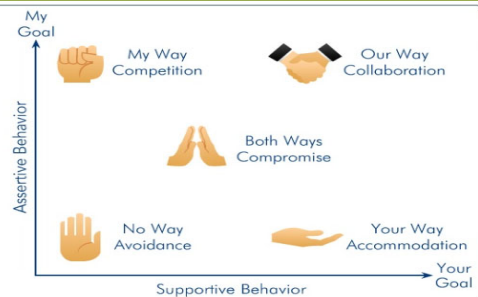 My
Goal
My Way
Competition
Our Way
Collaboration
Assertive Behavior
Both Ways
Compromise
No Way
Avoidance
Your Way
Accommodation
Supportive Behavior
Your
Goal